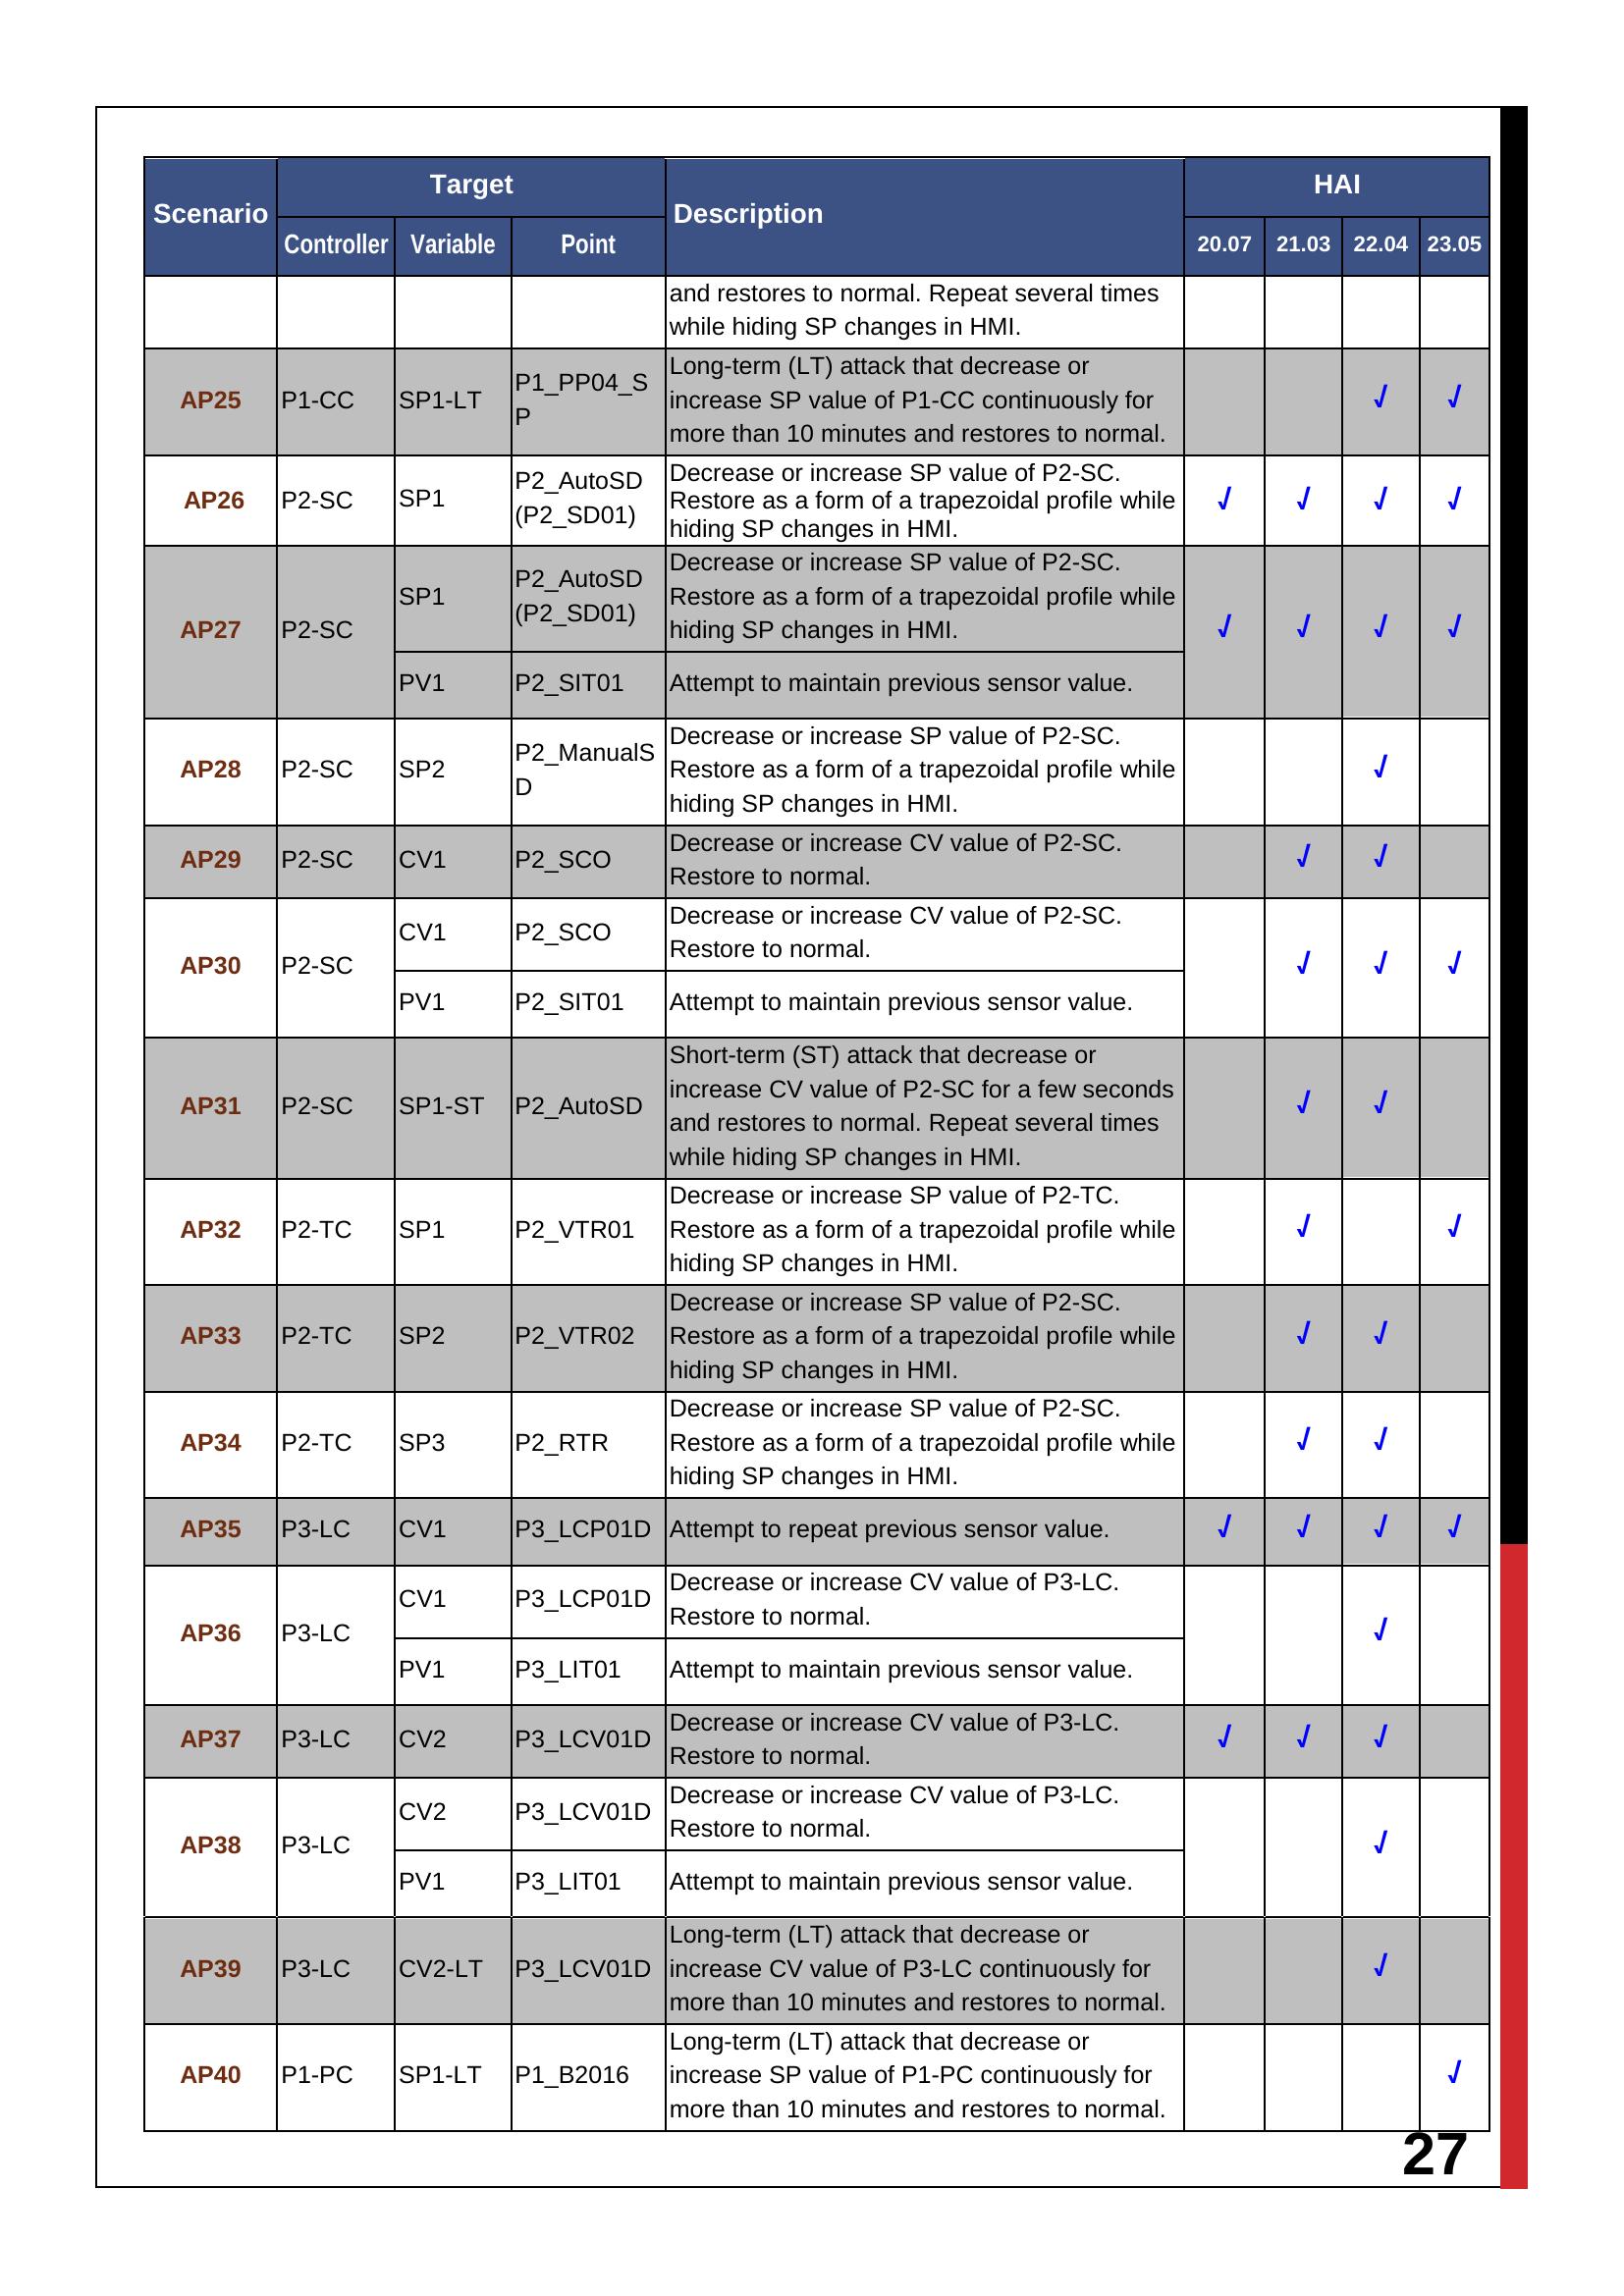 Scenario Target Description HAI
Controller Variable Point 20.07 21.03 22.04 23.05
and restores to normal. Repeat several times
while hiding SP changes in HMI.
AP25 P1-CC SP1-LT P1_PP04_S
P
Long-term (LT) attack that decrease or
increase SP value of P1-CC continuously for
more than 10 minutes and restores to normal.
√ √
AP26 P2-SC SP1 P2_AutoSD
(P2_SD01)
Decrease or increase SP value of P2-SC.
Restore as a form of a trapezoidal profile while
hiding SP changes in HMI.
√ √ √ √
AP27 P2-SC SP1 P2_AutoSD
(P2_SD01)
Decrease or increase SP value of P2-SC.
Restore as a form of a trapezoidal profile while
hiding SP changes in HMI.
√ √ √ √
PV1 P2_SIT01 Attempt to maintain previous sensor value.
AP28 P2-SC SP2 P2_ManualS
D
Decrease or increase SP value of P2-SC.
Restore as a form of a trapezoidal profile while
hiding SP changes in HMI.
√
AP29 P2-SC CV1 P2_SCO
Decrease or increase CV value of P2-SC.
Restore to normal.
√ √
AP30 P2-SC CV1 P2_SCO
Decrease or increase CV value of P2-SC.
Restore to normal.
√ √ √
PV1 P2_SIT01 Attempt to maintain previous sensor value.
AP31 P2-SC SP1-ST P2_AutoSD
Short-term (ST) attack that decrease or
increase CV value of P2-SC for a few seconds
and restores to normal. Repeat several times
while hiding SP changes in HMI.
√ √
AP32 P2-TC SP1 P2_VTR01
Decrease or increase SP value of P2-TC.
Restore as a form of a trapezoidal profile while
hiding SP changes in HMI.
√ √
AP33 P2-TC SP2 P2_VTR02
Decrease or increase SP value of P2-SC.
Restore as a form of a trapezoidal profile while
hiding SP changes in HMI.
√ √
AP34 P2-TC SP3 P2_RTR
Decrease or increase SP value of P2-SC.
Restore as a form of a trapezoidal profile while
hiding SP changes in HMI.
√ √
AP35 P3-LC CV1 P3_LCP01D Attempt to repeat previous sensor value. √ √ √ √
AP36 P3-LC CV1 P3_LCP01D
Decrease or increase CV value of P3-LC.
Restore to normal.
√
PV1 P3_LIT01 Attempt to maintain previous sensor value.
AP37 P3-LC CV2 P3_LCV01D
Decrease or increase CV value of P3-LC.
Restore to normal.
√ √ √
AP38 P3-LC CV2 P3_LCV01D
Decrease or increase CV value of P3-LC.
Restore to normal.
√
PV1 P3_LIT01 Attempt to maintain previous sensor value.
AP39 P3-LC CV2-LT P3_LCV01D
Long-term (LT) attack that decrease or
increase CV value of P3-LC continuously for
more than 10 minutes and restores to normal.
√
AP40 P1-PC SP1-LT P1_B2016
Long-term (LT) attack that decrease or
increase SP value of P1-PC continuously for
more than 10 minutes and restores to normal.
√
27